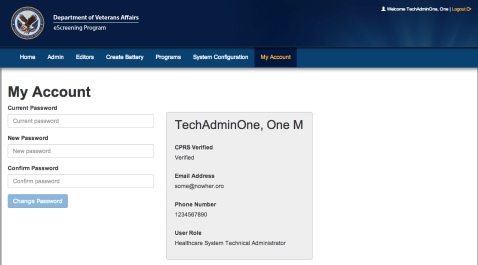 Department of Veterans Affairs
eScreening Program
Welcome TechAdminOne, One | Logout
Home Admin Editors Create Battery Programs System Configuration My Account
My Account
Current Password
Current password
New Password
New password
Confirm Password
Confirm password
Change Password
TechAdminOne, One M
CPRS Verified
Verified
Email Address
some@nowher.oro
Phone Number
1234567890
User Role
Healthcare System Technical Administrator